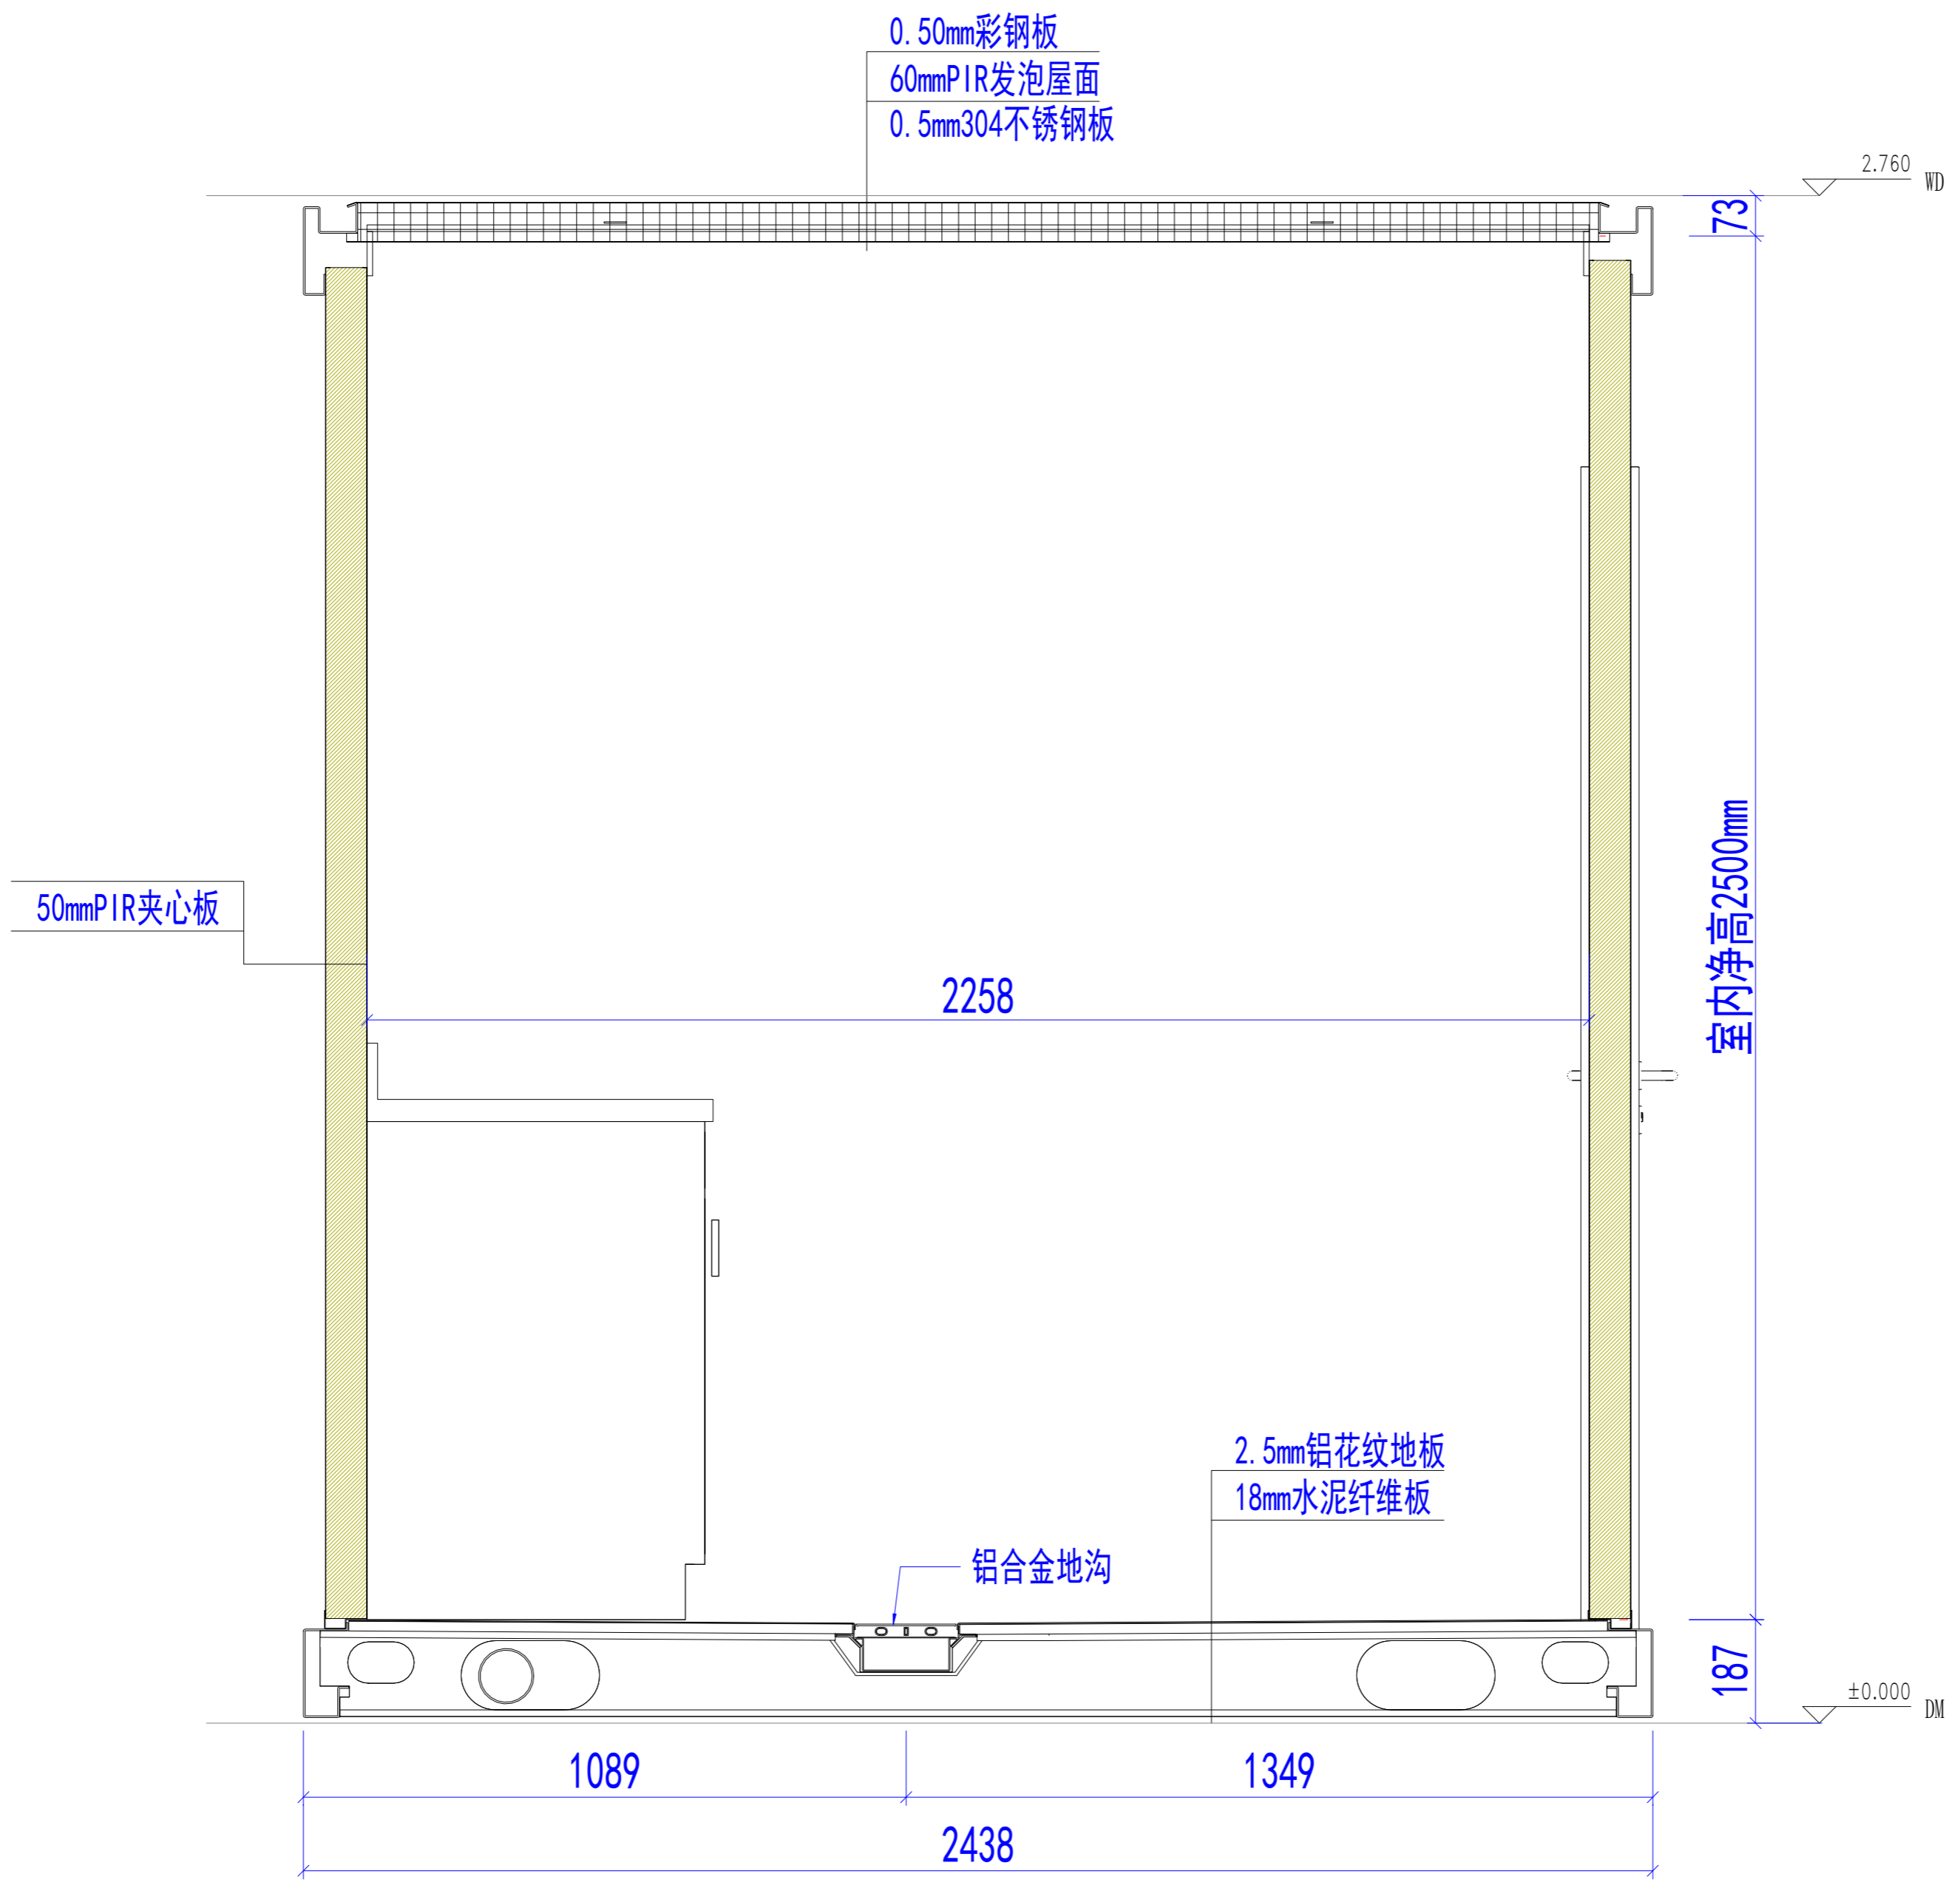 0.50mm彩钢板
60mmPIR发泡屋面
0.5mm304不锈钢板
2.760
WD
73
室内净高2500mm
50mmPIR夹心板
2258
2.5mm铝花纹地板
18mm水泥纤维板
铝合金地沟
187
±0.000
DM
1089
1349
2438